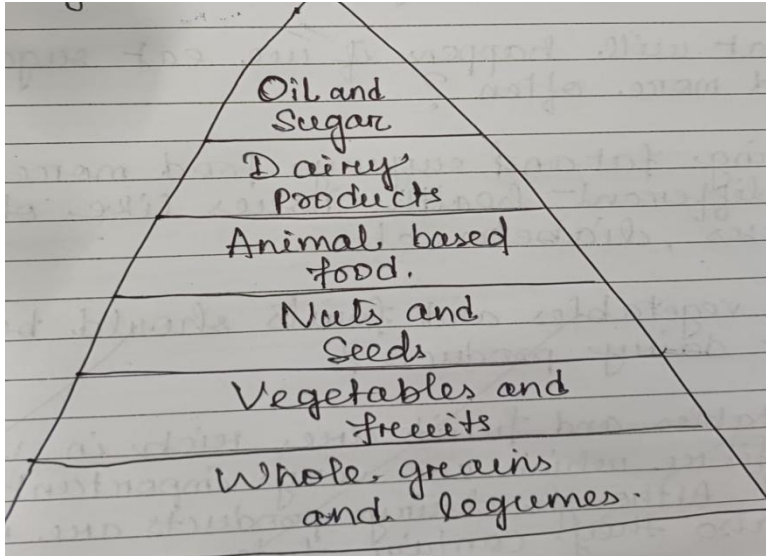 Oil and
Sugar
Dairy
Products
Animal based
food.
Nuts and
Seeds
Vegetables and
fruits
Whole grains
and legumes.